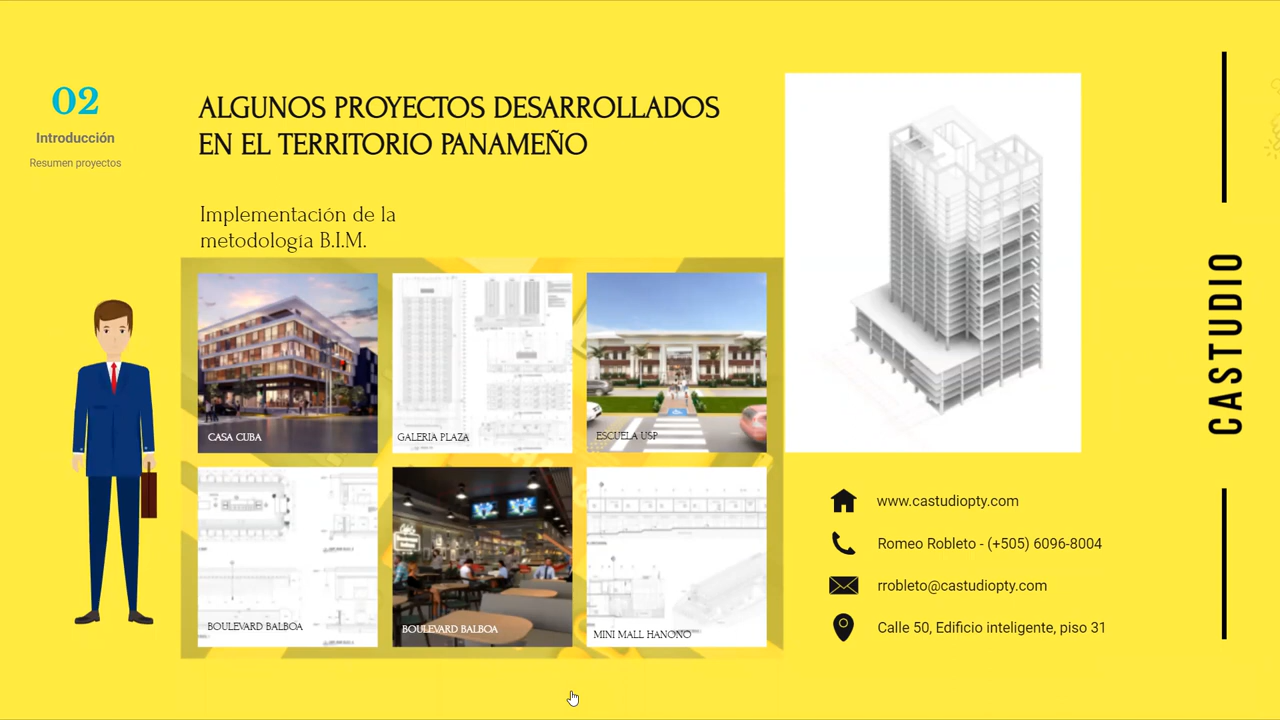 02
Introducción
Resumen proyectos
ALGUNOS PROYECTOS DESARROLLADOS
EN EL TERRITORIO PANAMEÑO
Implementación de la
metodología B.I.M.
CASA CUBA
GALERIA PLAZA
ESCUELA USP
BOULEVARD BALBOA
BOULEVARD BALBOA
MINI MALL HANONO
www.castudiopty.com
Romeo Robleto - (+505) 6096-8004
rrobleto@castudiopty.com
Calle 50, Edificio inteligente, piso 31
CASTUDIO